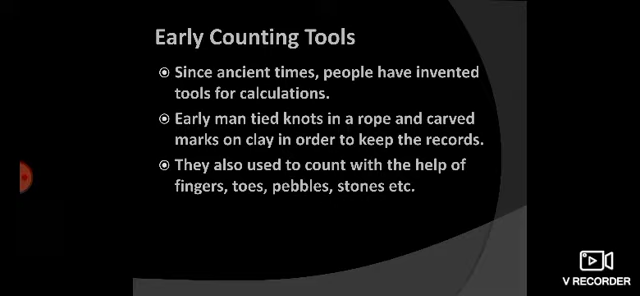 Early Counting Tools
Since ancient times, people have invented
tools for calculations.
Early man tied knots in a rope and carved
marks on clay in order to keep the records.
They also used to count with the help of
fingers, toes, pebbles, stones etc.
V RECORDER